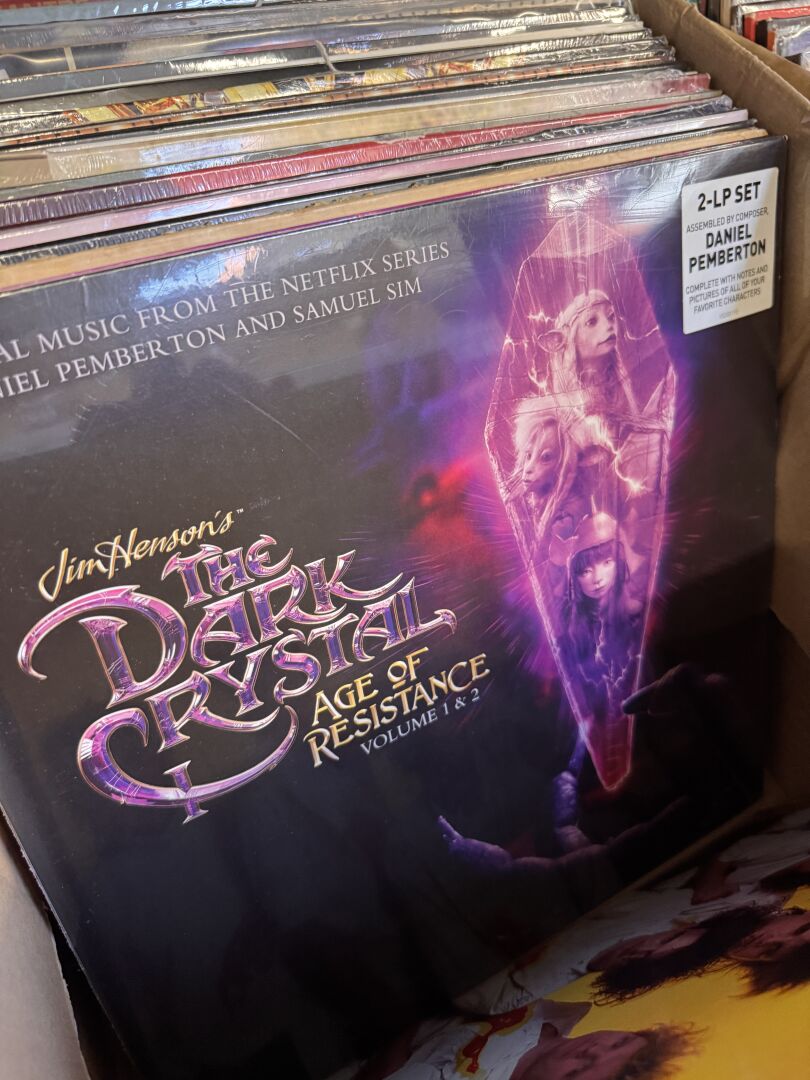 AL MUSIC FROM THE NETFLIX SERIES
NIEL PEMBERTON AND SAMUEL SIM
2-LP SET
ASSEMBLED BY COMPOSER,
DANIEL
PEMBERTON
COMPLETE WITH NOTES AND
PICTURES OF ALL OF YOUR
FAVORITE CHARACTERS
Jim Henson's™
THE
DARK
CRYSTAL
AGE OF
RESISTANCE
VOLUME 1 & 2